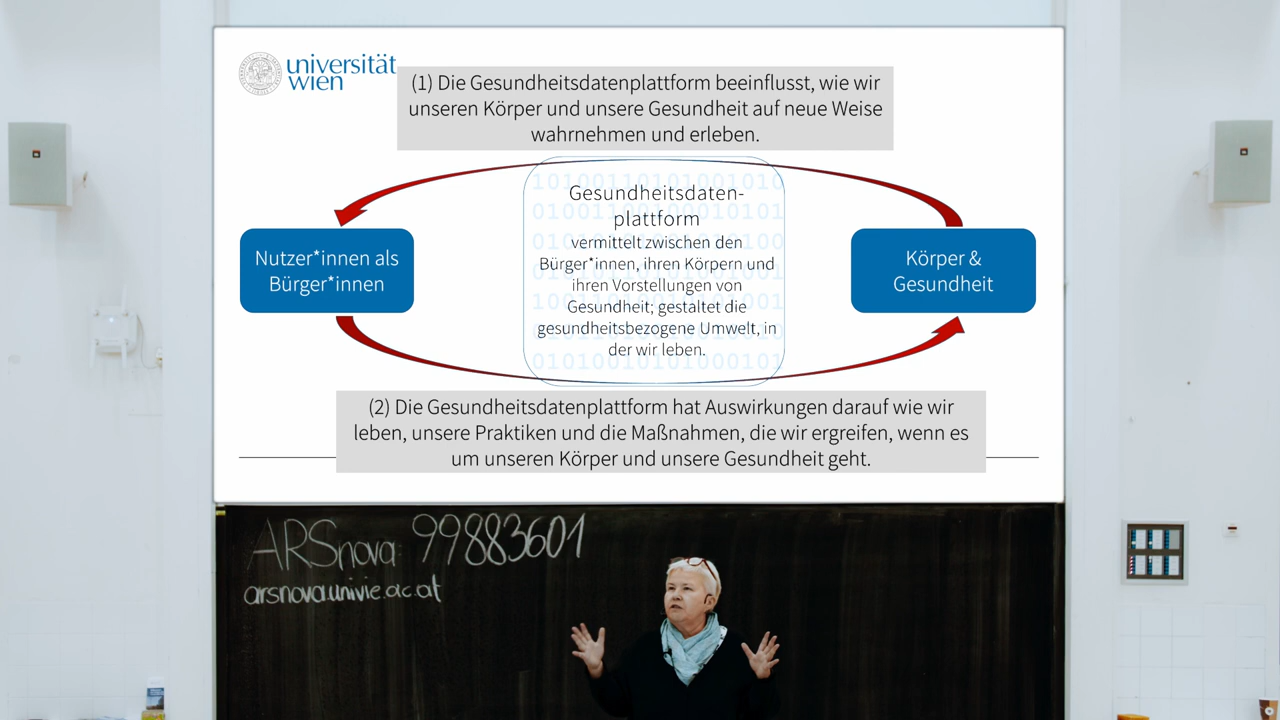 universität
wien
(1) Die Gesundheitsdatenplattform beeinflusst, wie wir
unseren Körper und unsere Gesundheit auf neue Weise
wahrnehmen und erleben.
Gesundheitsdaten-
plattform
vermittelt zwischen den
Bürger*innen, ihren Körpern und
ihren Vorstellungen von
Gesundheit; gestaltet die
gesundheitsbezogene Umwelt, in
der wir leben.
Nutzer*innen als
Bürger*innen
Körper &
Gesundheit
(2) Die Gesundheitsdatenplattform hat Auswirkungen darauf wie wir
leben, unsere Praktiken und die Maßnahmen, die wir ergreifen, wenn es
um unseren Körper und unsere Gesundheit geht.
ARSnova: 99883601
arsnova.univie.ac.at